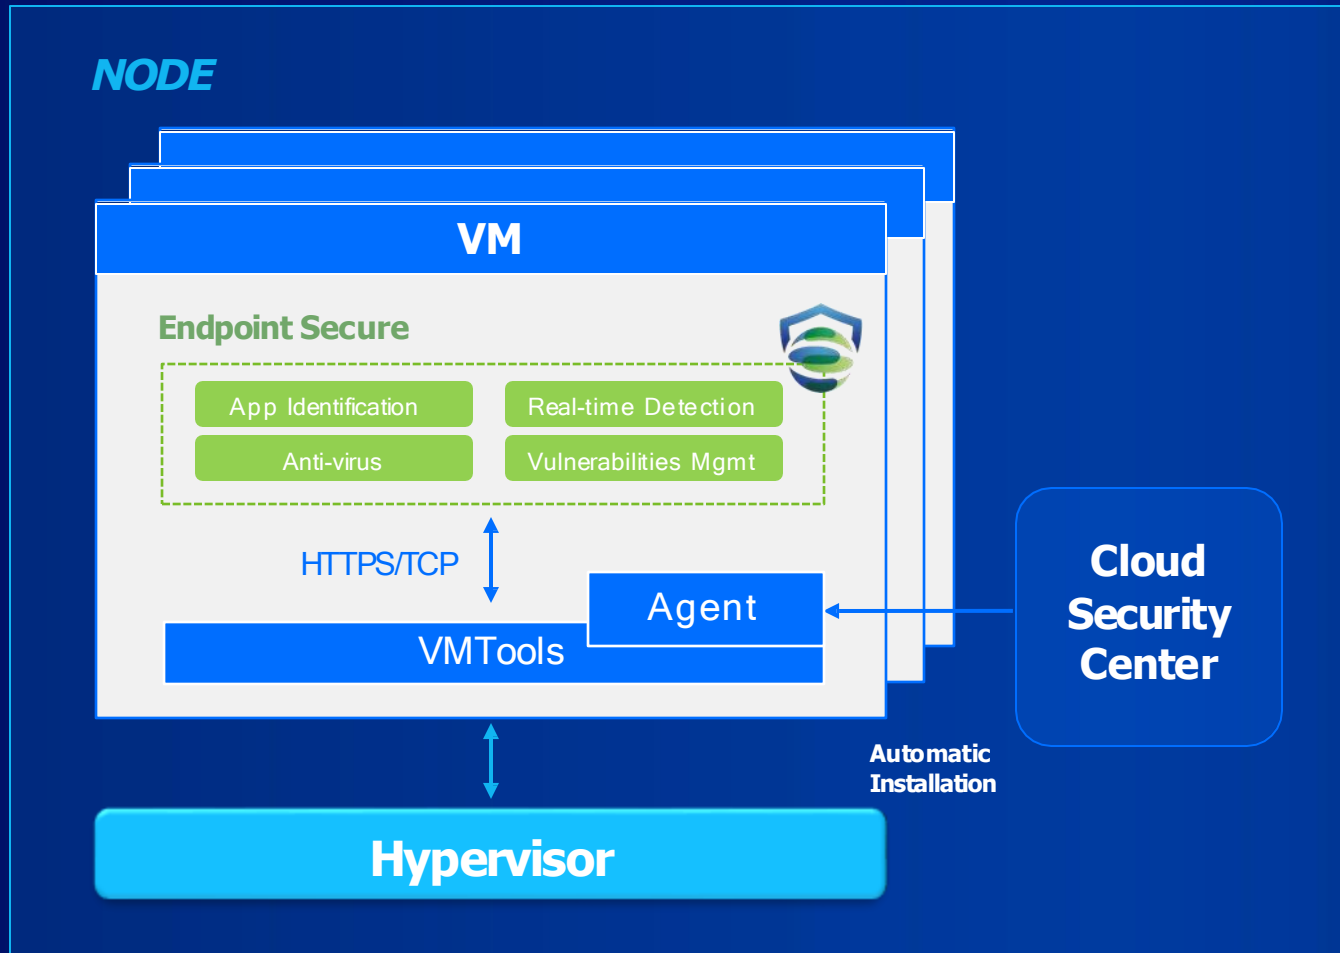 NODE
VM
Endpoint Secure
App Identification
Real-time Detection
Anti-virus
Vulnerabilities Mgmt
HTTPS/TCP
Agent
VMTools
Cloud
Security
Center
Automatic
Installation
Hypervisor